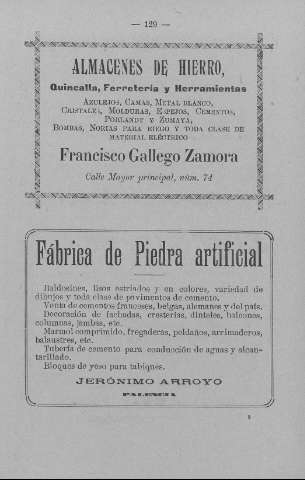 — 129 —
ALMACENES DE HIERRO,
Quincalla, Ferretería y Herramientas
AZULEJOS, CAMAS, METAL BLANCO,
CRISTALES, MOLDURAS, ESPEJOS, CEMENTOS,
PORLANDT Y ZUMAYA,
BOMBAS, NORIAS PARA RIEGO Y TODA CLASE DE
MATERIAL ELÉCTRICO
Francisco Gallego Zamora
Calle Mayor principal, núm. 74
Fábrica de Piedra artificial
Baldosines, lisos estriados y en colores, variedad de
dibujos y toda clase de pavimentos de cemento.
Venta de cementos franceses, belgas, alemanes y del país.
Decoración de fachadas, cresterías, dinteles, balcones,
columnas, jambas, etc.
Marmol comprimido, fregaderas, peldaños, arrimaderos,
balaustres, etc.
Tubería de cemento para conducción de aguas y alcan-
tarillado.
Bloques de yeso para tabiques.
JERÓNIMO ARROYO
PALENCIA